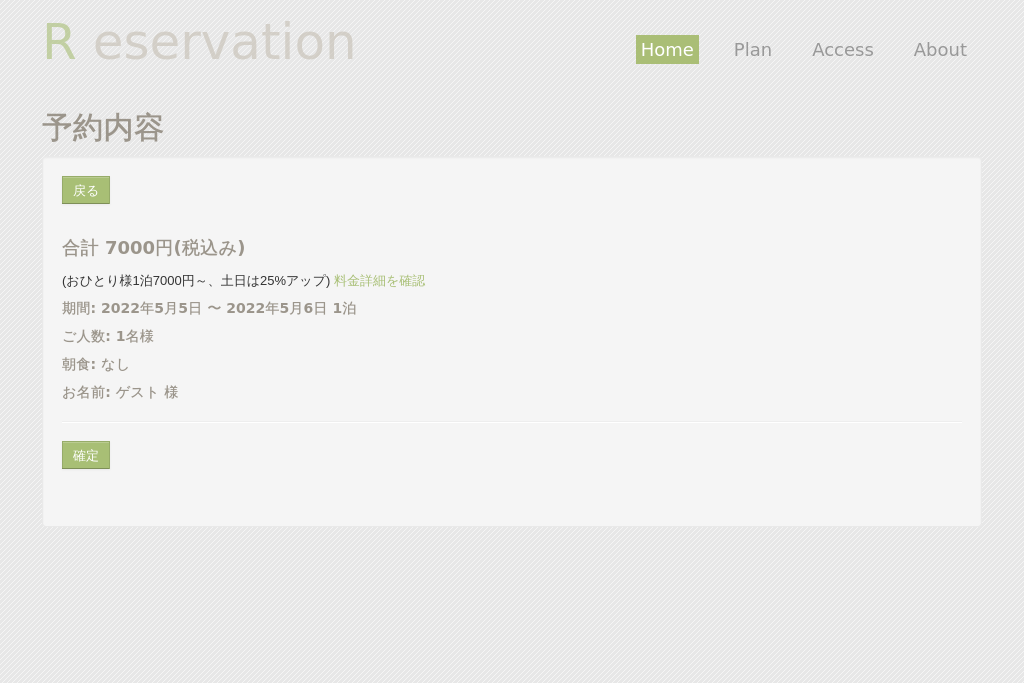 R eservation
Home Plan Access About
予約内容
戻る
合計 7000円(税込み)
(おひとり様1泊7000円～、土日は25%アップ) 料金詳細を確認
期間: 2022年5月5日 〜 2022年5月6日 1泊
ご人数: 1名様
朝食: なし
お名前: ゲスト 様
確定